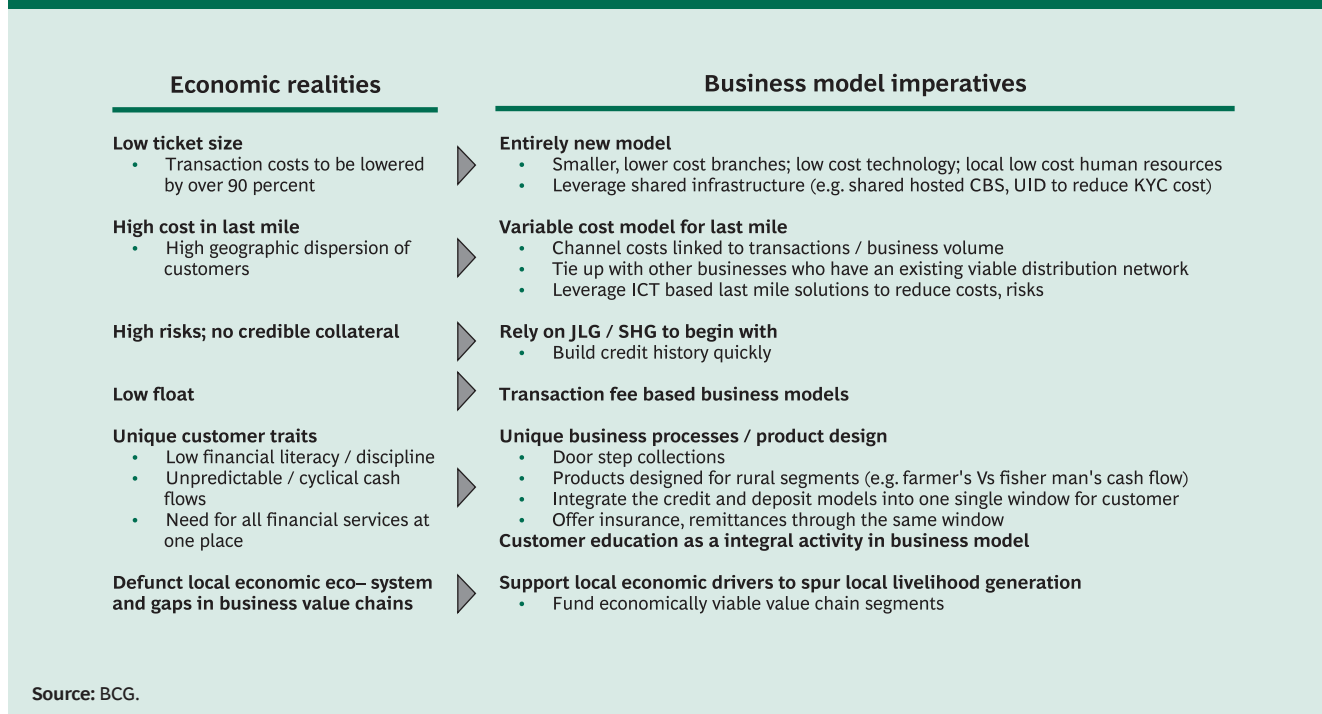 Economic realities
Business model imperatives
Low ticket size
• Transaction costs to be lowered
by over 90 percent
Entirely new model
• Smaller, lower cost branches; low cost technology; local low cost human resources
• Leverage shared infrastructure (e.g. shared hosted CBS, UID to reduce KYC cost)
High cost in last mile
• High geographic dispersion of
customers
Variable cost model for last mile
• Channel costs linked to transactions / business volume
• Tie up with other businesses who have an existing viable distribution network
• Leverage ICT based last mile solutions to reduce costs, risks
High risks; no credible collateral
Rely on JLG / SHG to begin with
• Build credit history quickly
Low float
Transaction fee based business models
Unique customer traits
• Low financial literacy / discipline
• Unpredictable / cyclical cash
flows
• Need for all financial services at
one place
Unique business processes / product design
• Door step collections
• Products designed for rural segments (e.g. farmer's Vs fisher man's cash flow)
• Integrate the credit and deposit models into one single window for customer
• Offer insurance, remittances through the same window
Customer education as a integral activity in business model
Defunct local economic eco– system
and gaps in business value chains
Support local economic drivers to spur local livelihood generation
• Fund economically viable value chain segments
Source: BCG.